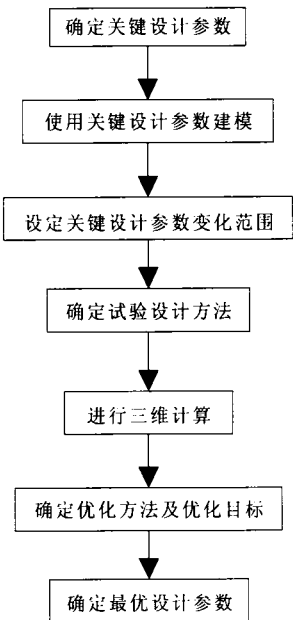 确定关键设计参数
使用关键设计参数建模
设定关键设计参数变化范围
确定试验设计方法
进行三维计算
确定优化方法及优化目标
确定最优设计参数